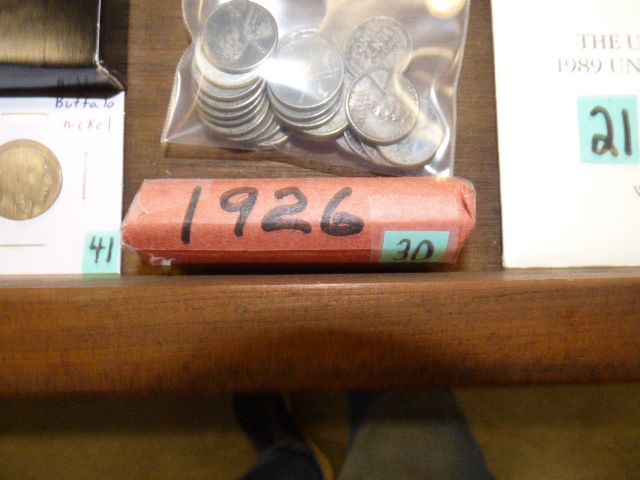 Buffalo
nickel
41
1926
30
THE U
1989 UN
21